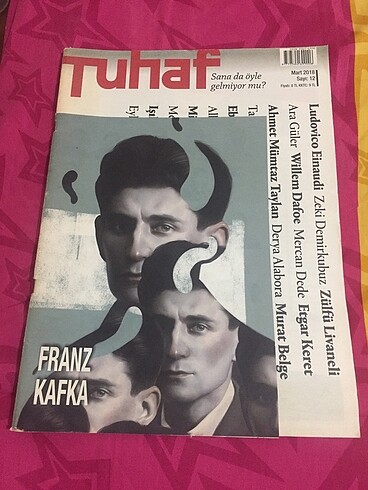 Tuhaf
Sana da öyle
gelmiyor mu?
Mart 2018
Sayı: 12
Ludovico Einaudi Zeki Demirkubuz Zülfü Livaneli
Ara Güler Willem Dafoe Mercan Dede Etgar Keret
Ahmet Mümtaz Taylan Derya Alabora Murat Belge
FRANZ
KAFKA